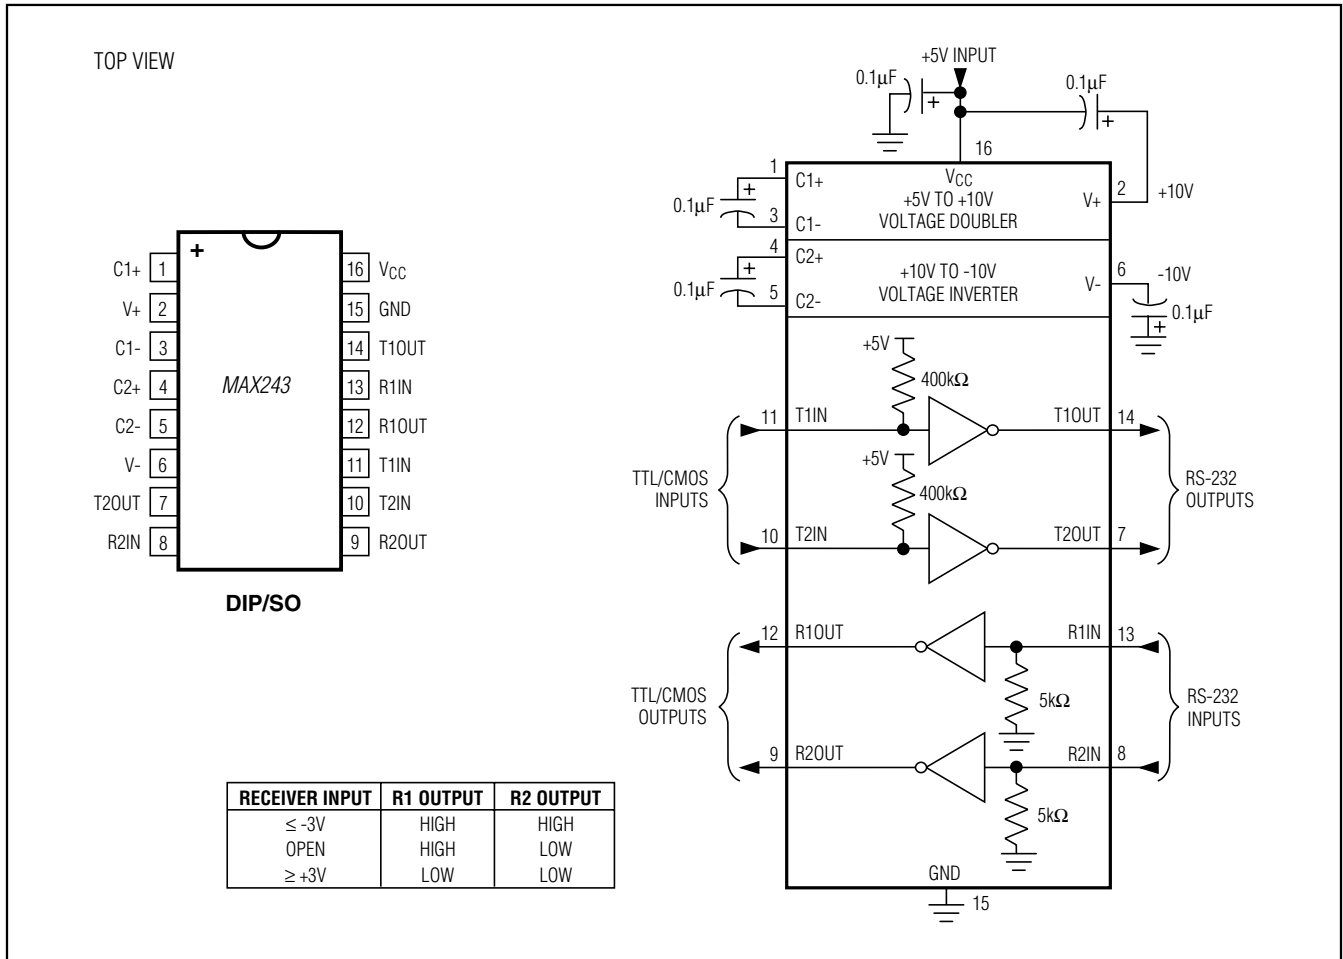 TOP VIEW
+
C1+ 1
V+ 2
C1- 3
C2+ 4
C2- 5
V- 6
T2OUT 7
R2IN 8
MAX243
16 VCC
15 GND
14 T1OUT
13 R1IN
12 R1OUT
11 T1IN
10 T2IN
9 R2OUT
DIP/SO
RECEIVER INPUT R1 OUTPUT R2 OUTPUT
≤ -3V HIGH HIGH
OPEN HIGH LOW
≥ +3V LOW LOW
+5V INPUT
0.1µF +
0.1µF +
16
VCC
+5V TO +10V
VOLTAGE DOUBLER
1 C1+
0.1µF +
3 C1-
V+ 2 +10V
4 C2+
0.1µF +
5 C2-
+10V TO -10V
VOLTAGE INVERTER
V- 6 -10V
0.1µF
+
+5V
400kΩ
11 T1IN
T1OUT 14
+5V
400kΩ
TTL/CMOS
INPUTS
RS-232
OUTPUTS
10 T2IN
T2OUT 7
12 R1OUT
R1IN 13
5kΩ
TTL/CMOS
OUTPUTS
RS-232
INPUTS
9 R2OUT
R2IN 8
5kΩ
GND
15